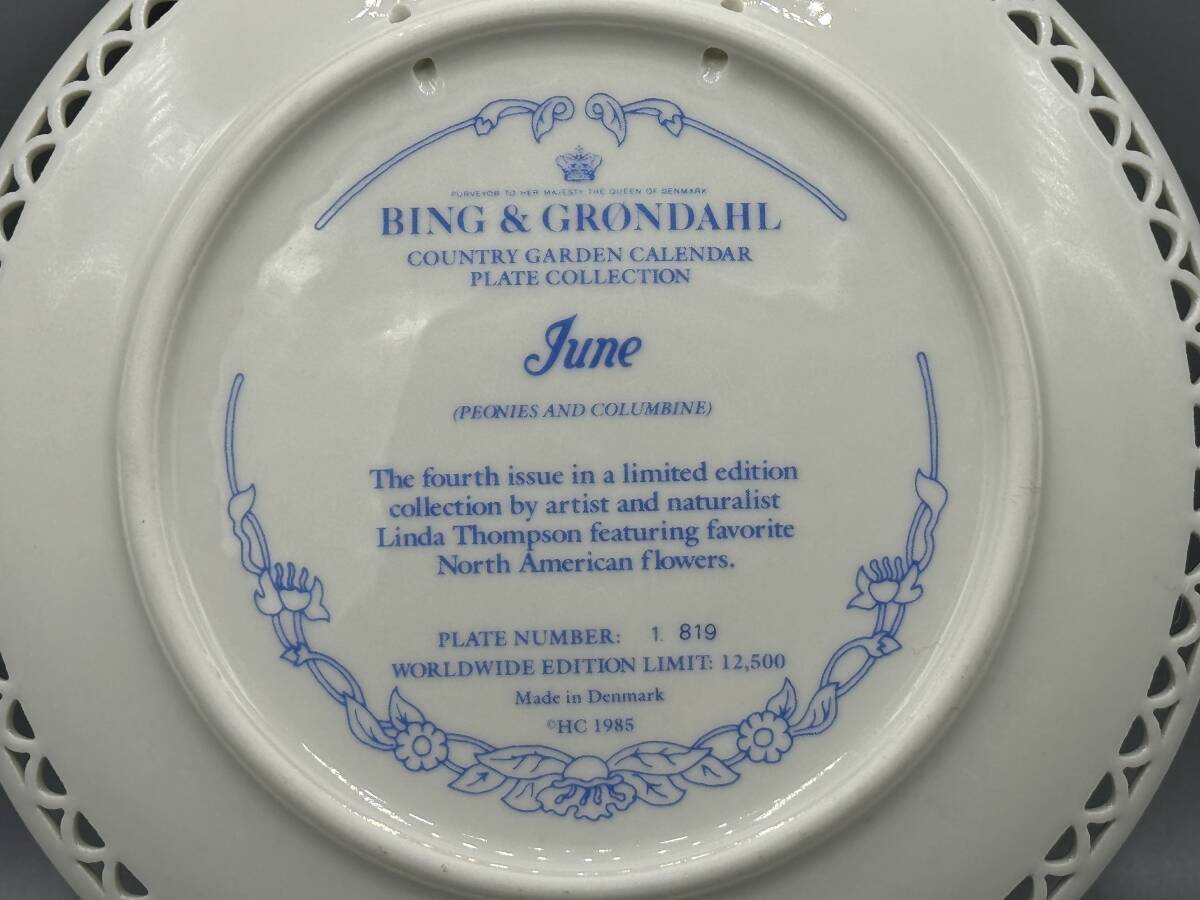 PURVEYOR TO HER MAJESTY THE QUEEN OF DENMARK
BING & GRØNDAHL
COUNTRY GARDEN CALENDAR
PLATE COLLECTION
June
(PEONIES AND COLUMBINE)
The fourth issue in a limited edition
collection by artist and naturalist
Linda Thompson featuring favorite
North American flowers.
PLATE NUMBER: 1. 819
WORLDWIDE EDITION LIMIT: 12,500
Made in Denmark
©HC 1985